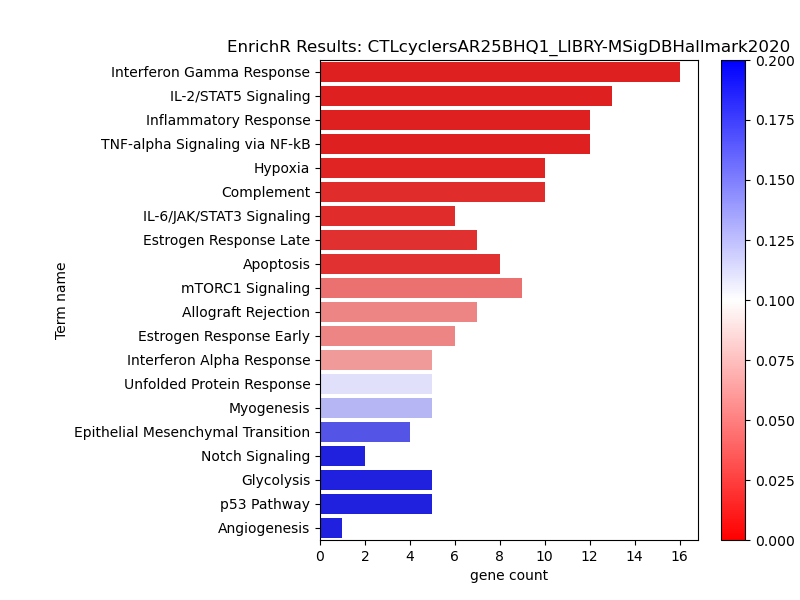 EnrichR Results: CTLcyclersAR25BHQ1_LIBRY-MSigDBHallmark2020
Interferon Gamma Response
IL-2/STAT5 Signaling
Inflammatory Response
TNF-alpha Signaling via NF-kB
Hypoxia
Complement
IL-6/JAK/STAT3 Signaling
Estrogen Response Late
Apoptosis
mTORC1 Signaling
Allograft Rejection
Estrogen Response Early
Interferon Alpha Response
Unfolded Protein Response
Myogenesis
Epithelial Mesenchymal Transition
Notch Signaling
Glycolysis
p53 Pathway
Angiogenesis
Term name
0 2 4 6 8 10 12 14 16
gene count
0.200
0.175
0.150
0.125
0.100
0.075
0.050
0.025
0.000